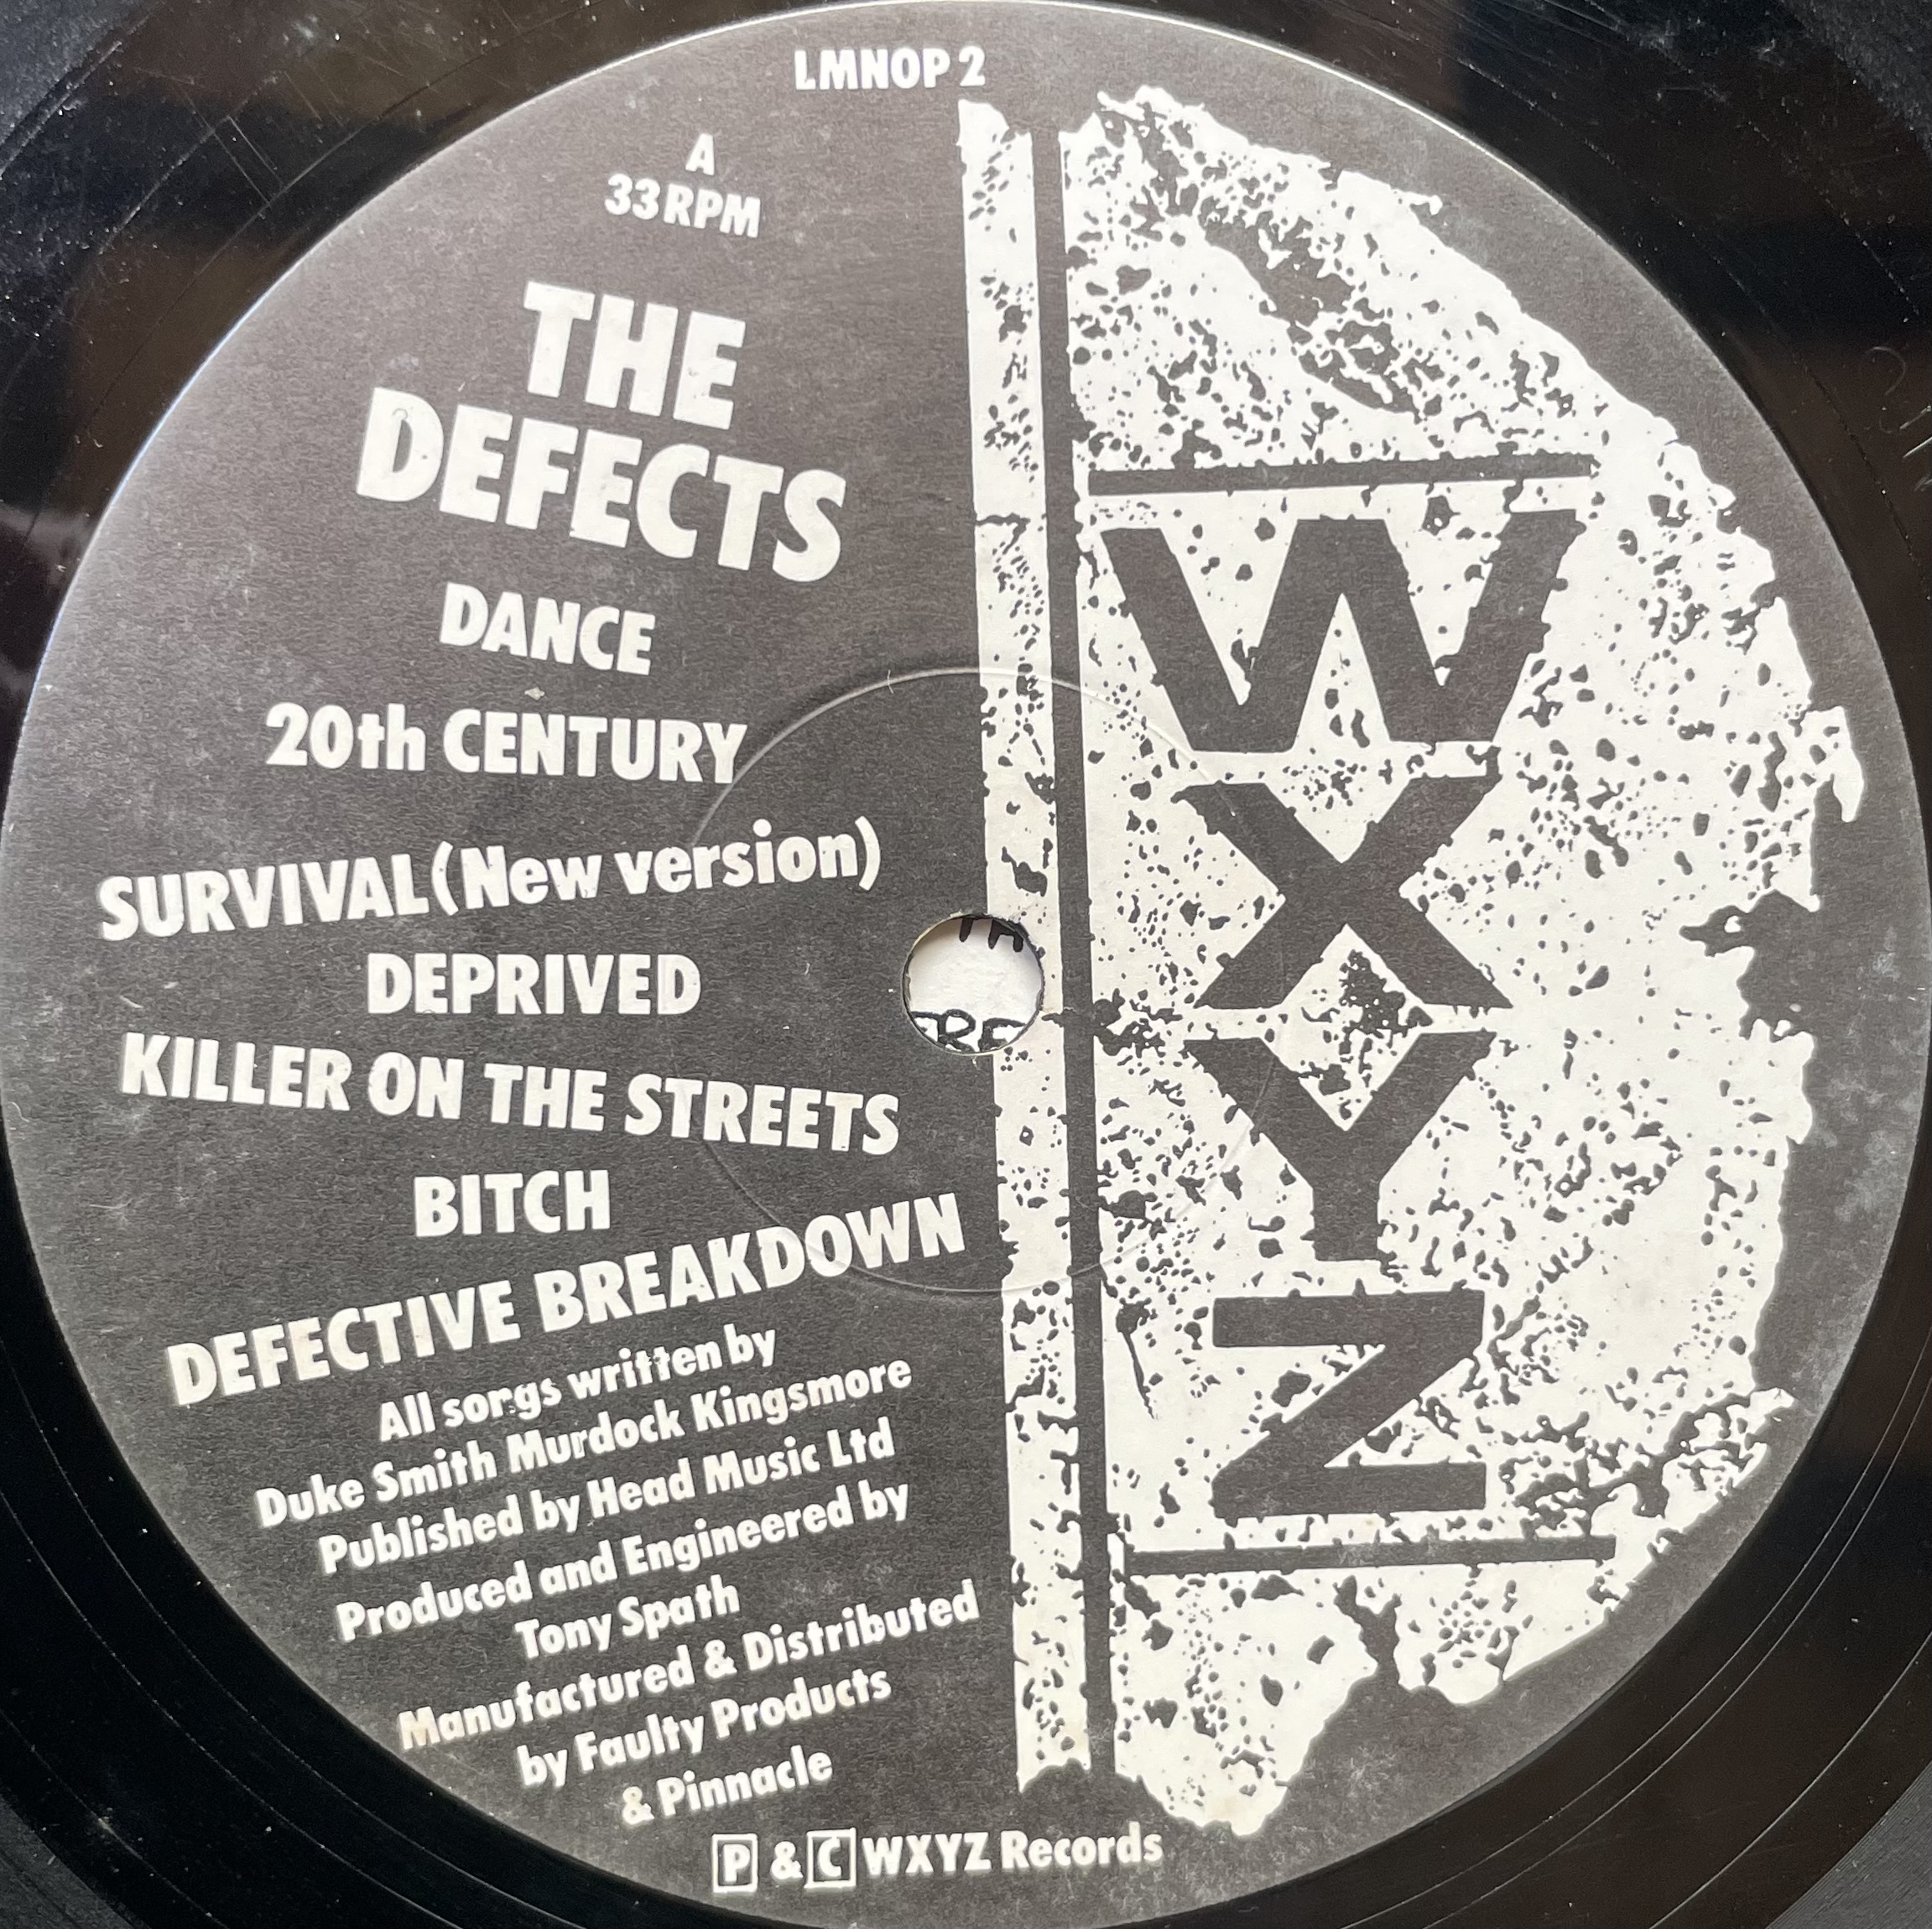 LMNOP 2
A
33 RPM
THE
DEFECTS
DANCE
20th CENTURY
SURVIVAL (New version)
DEPRIVED
KILLER ON THE STREETS
BITCH
DEFECTIVE BREAKDOWN
All songs written by
Duke Smith Murdock Kingsmore
Published by Head Music Ltd
Produced and Engineered by
Tony Spath
Manufactured & Distributed
by Faulty Products
& Pinnacle
P & C WXYZ Records
WXYZ